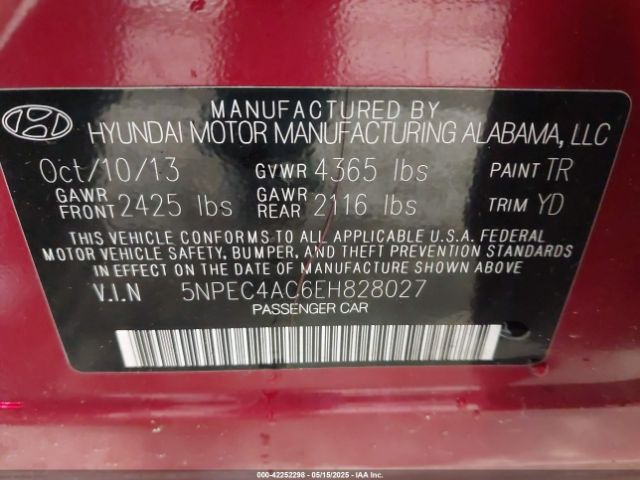 MANUFACTURED BY
HYUNDAI MOTOR MANUFACTURING ALABAMA, LLC
Oct/10/13 GVWR 4365 lbs PAINT TR
GAWR FRONT 2425 lbs GAWR REAR 2116 lbs TRIM YD
THIS VEHICLE CONFORMS TO ALL APPLICABLE U.S.A. FEDERAL
MOTOR VEHICLE SAFETY, BUMPER, AND THEFT PREVENTION STANDARDS
IN EFFECT ON THE DATE OF MANUFACTURE SHOWN ABOVE.
V.I.N 5NPEC4AC6EH828027
PASSENGER CAR
000-42252298 - 05/15/2025 - IAA, Inc.